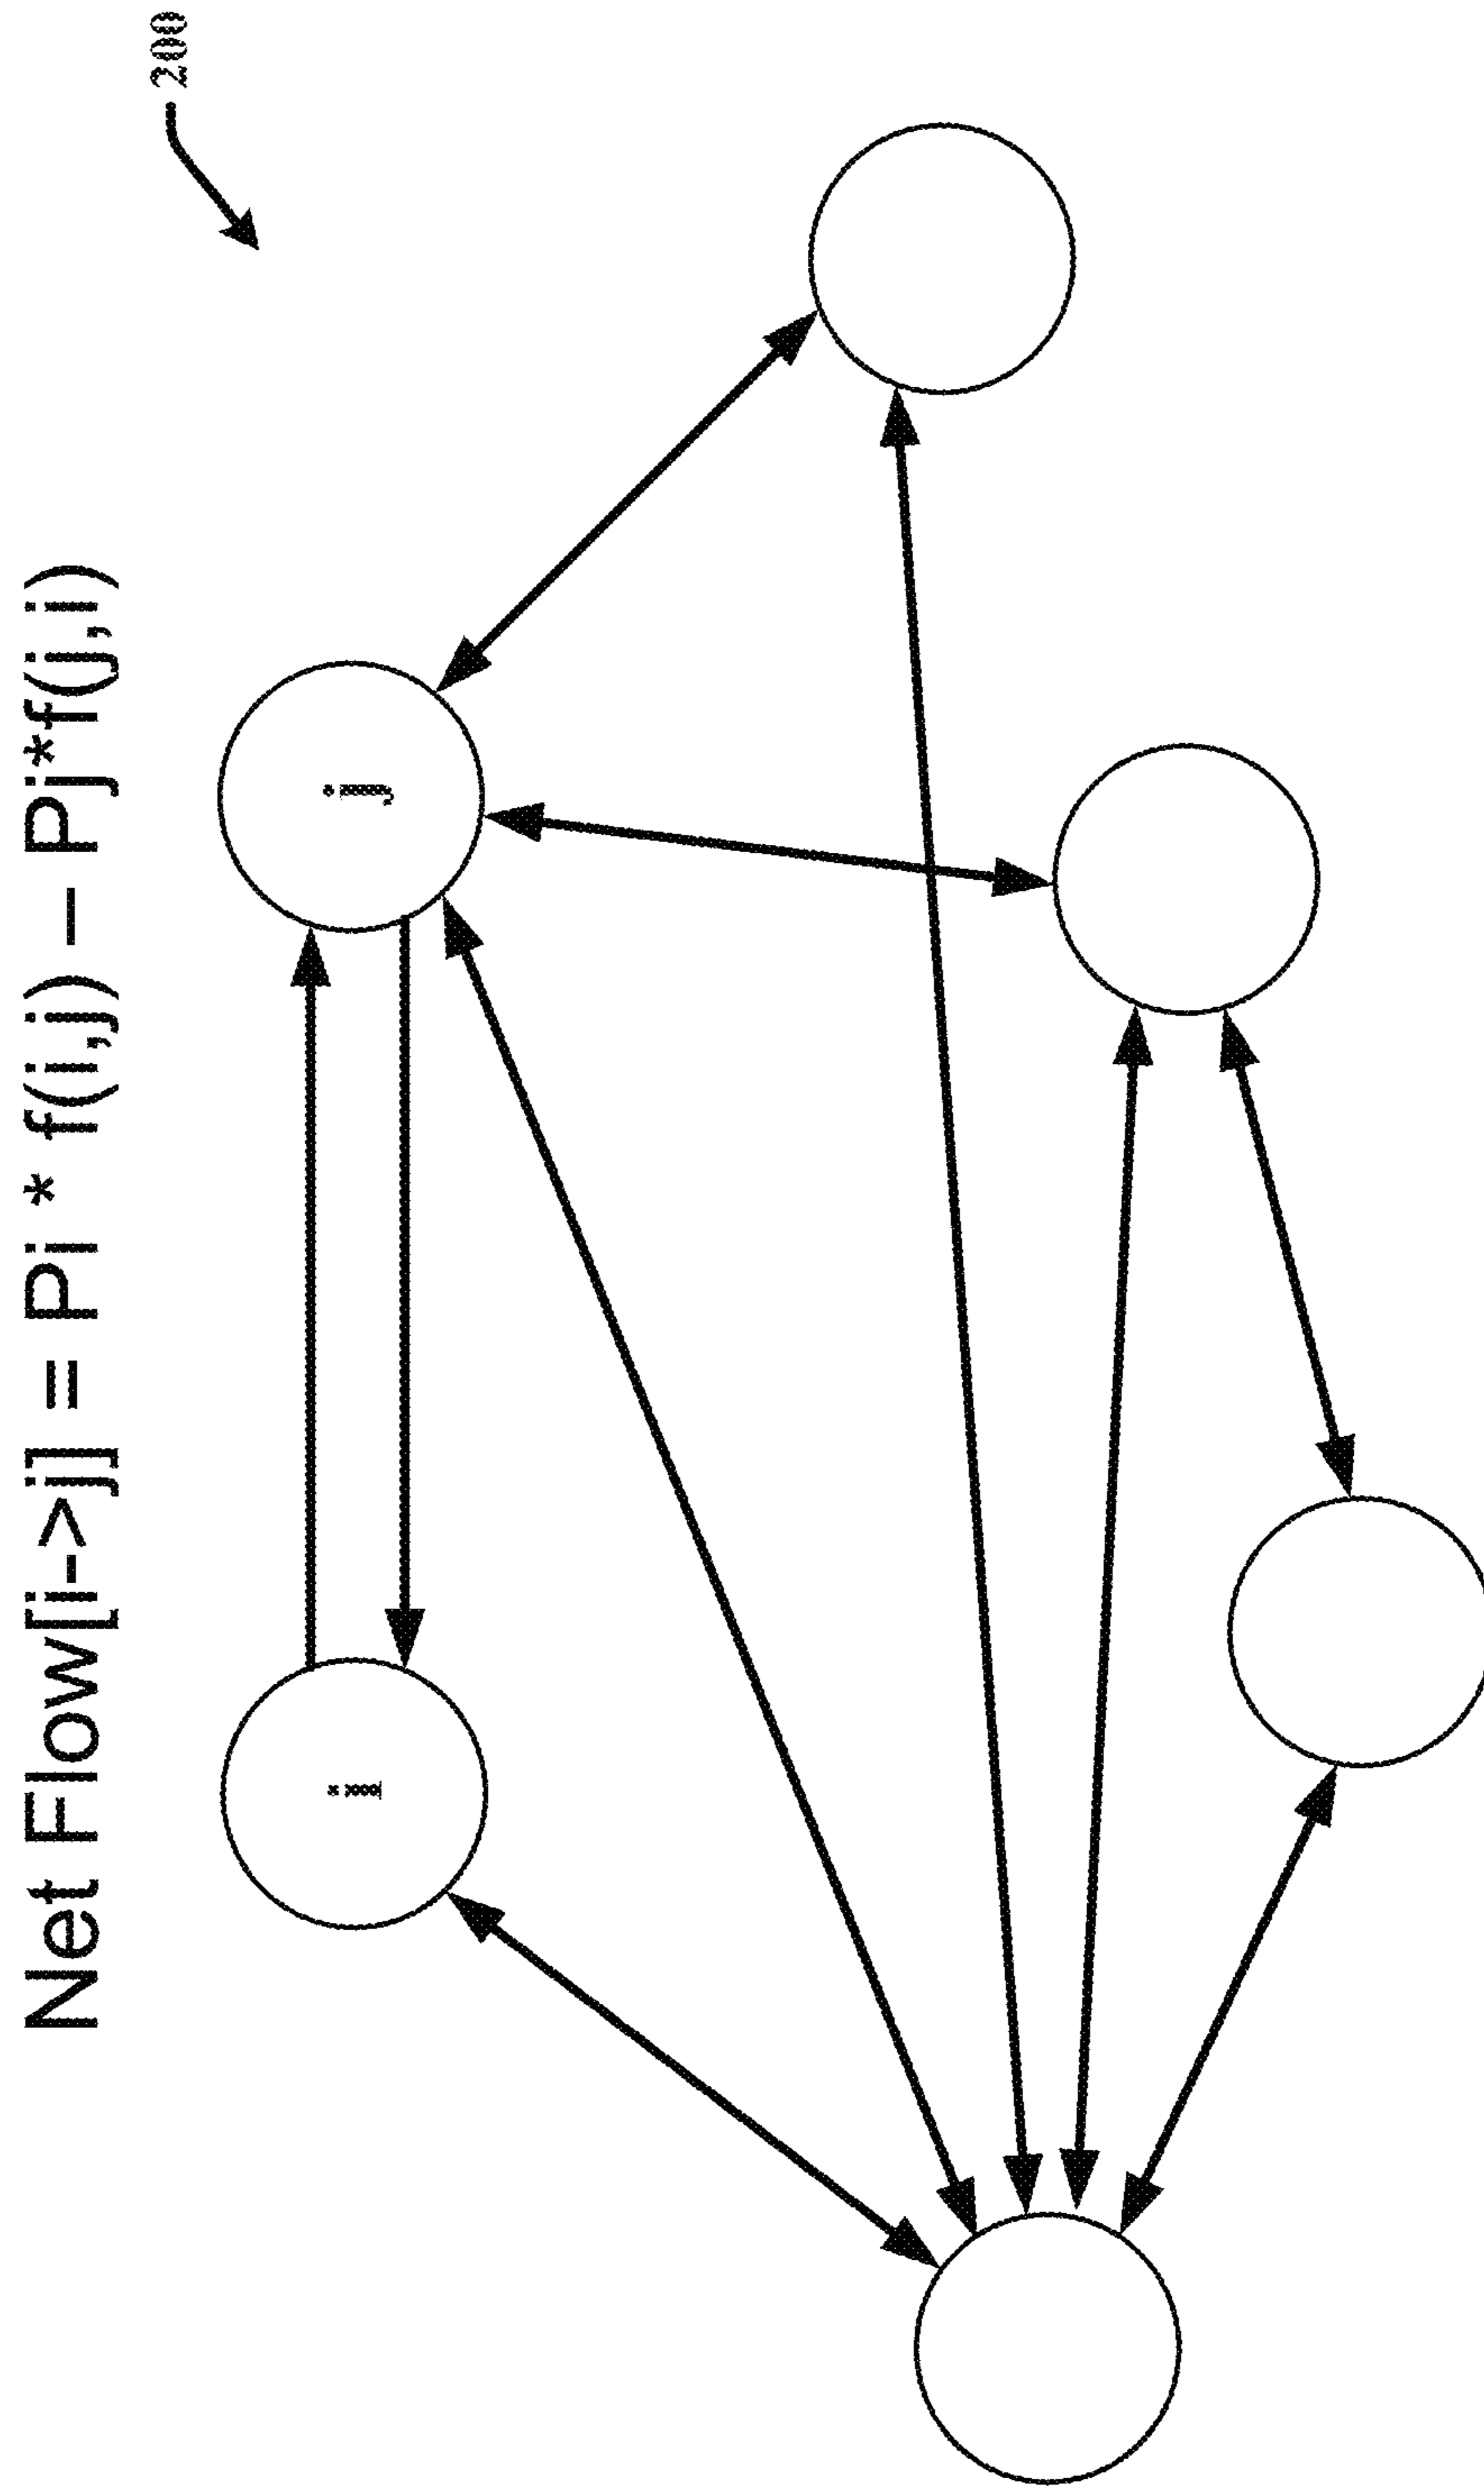 Net Flow[i->j] = Pi * f(i,j) – Pj*f(j,i)
200
i
j